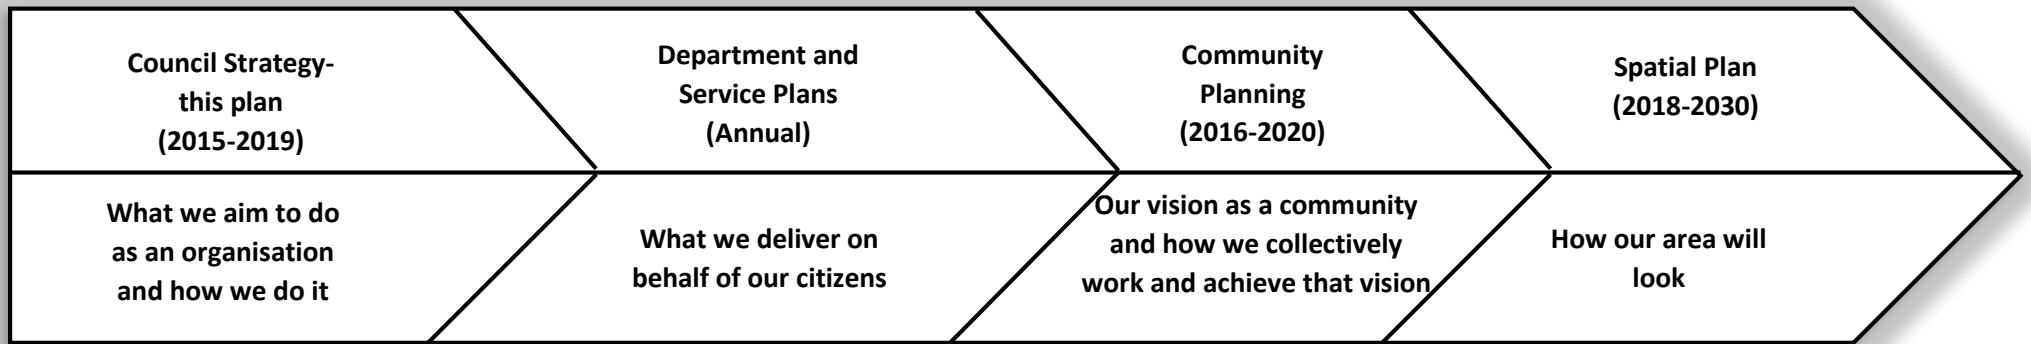 Council Strategy-
this plan
(2015-2019)
Department and
Service Plans
(Annual)
Community
Planning
(2016-2020)
Spatial Plan
(2018-2030)
What we aim to do
as an organisation
and how we do it
What we deliver on
behalf of our citizens
Our vision as a community
and how we collectively
work and achieve that vision
How our area will
look